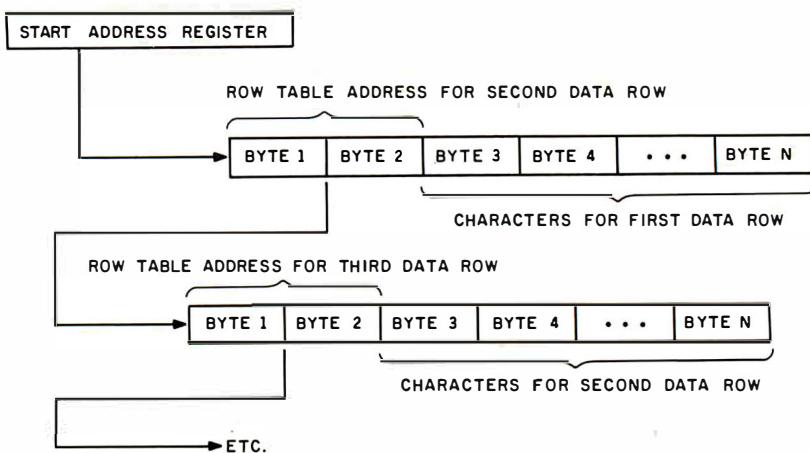 START ADDRESS REGISTER
ROW TABLE ADDRESS FOR SECOND DATA ROW
BYTE 1 BYTE 2 BYTE 3 BYTE 4 • • • BYTE N
CHARACTERS FOR FIRST DATA ROW
ROW TABLE ADDRESS FOR THIRD DATA ROW
BYTE 1 BYTE 2 BYTE 3 BYTE 4 • • • BYTE N
CHARACTERS FOR SECOND DATA ROW
ETC.